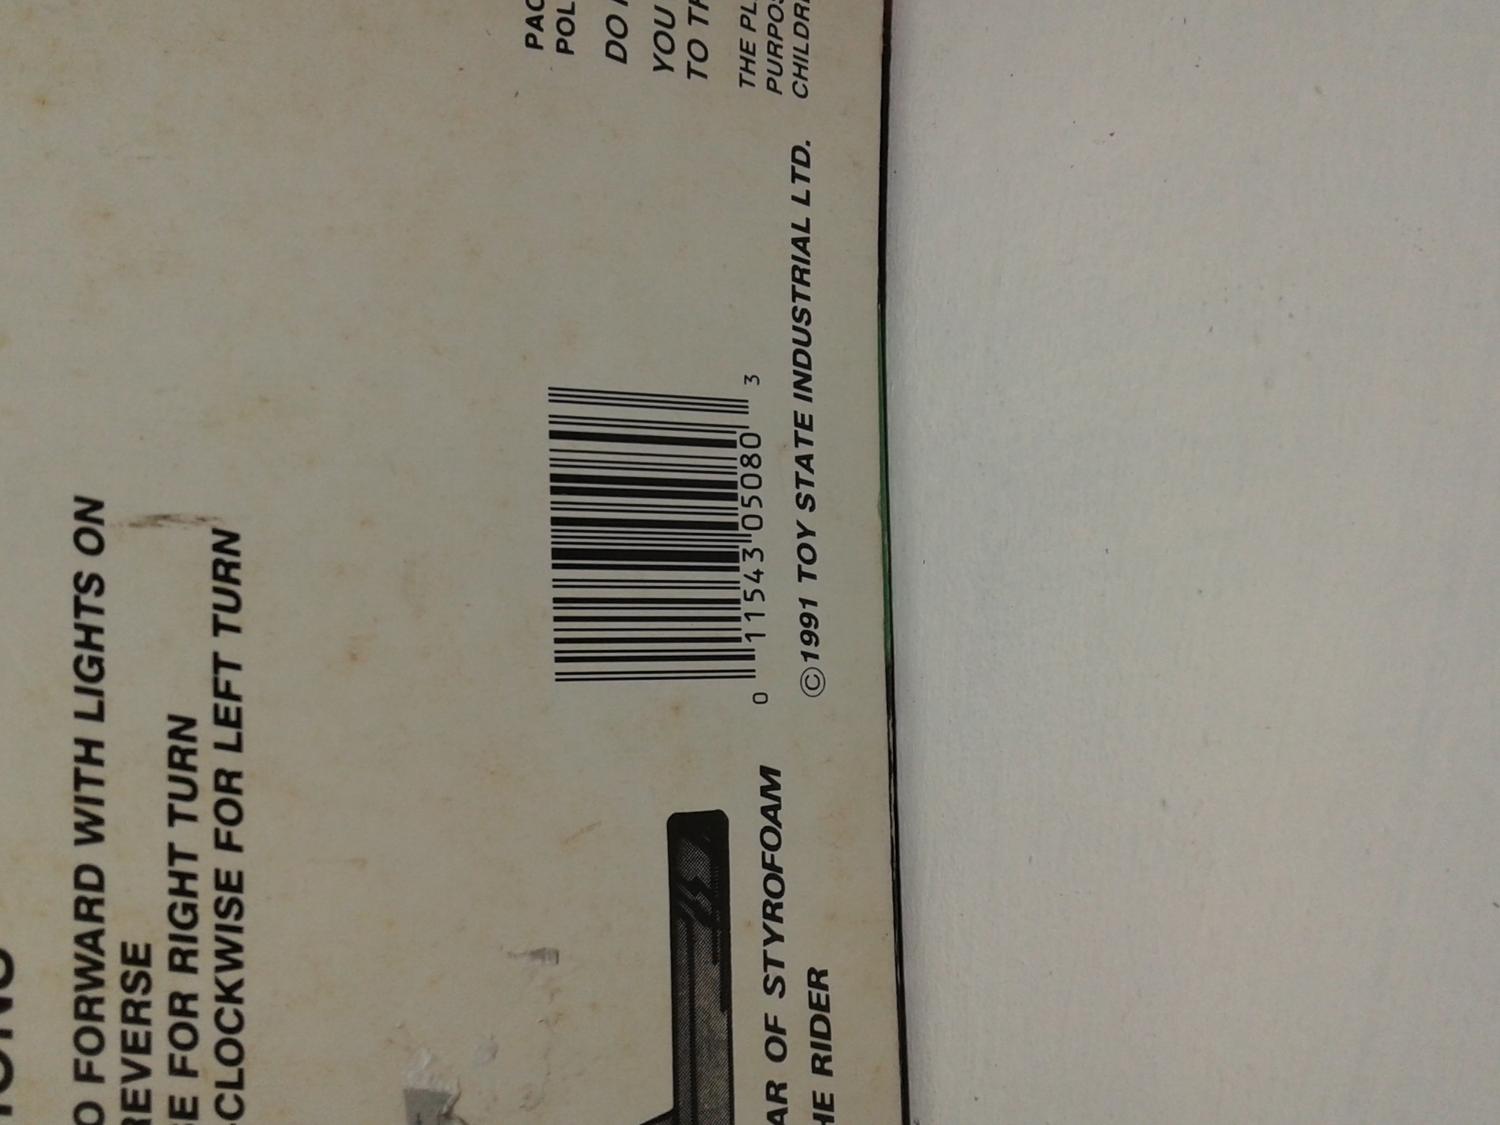 O FORWARD WITH LIGHTS ON
REVERSE
E FOR RIGHT TURN
CLOCKWISE FOR LEFT TURN
AR OF STYROFOAM
HE RIDER
0 11543 05080 3
©1991 TOY STATE INDUSTRIAL LTD.
PAC
POL
DO
YOU
TO TH
THE PL
PURPOS
CHILDR